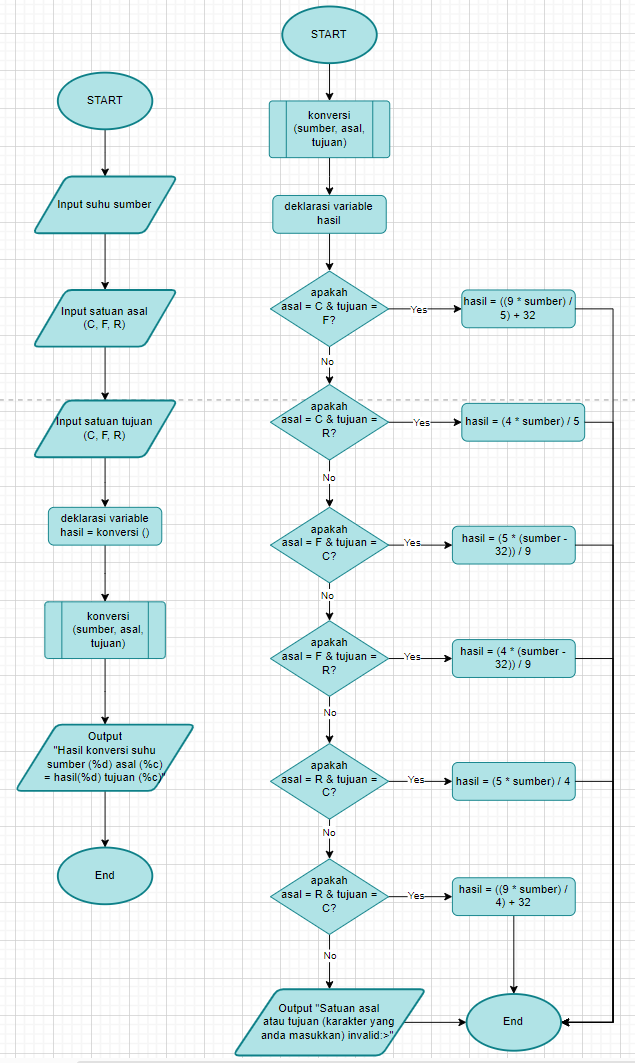 START
Input suhu sumber
Input satuan asal
(C, F, R)
Input satuan tujuan
(C, F, R)
deklarasi variable
hasil = konversi ()
konversi
(sumber, asal,
tujuan)
Output
"Hasil konversi suhu
sumber (%d) asal (%c)
= hasil(%d) tujuan (%c)"
End
START
konversi
(sumber, asal,
tujuan)
deklarasi variable
hasil
apakah
asal = C & tujuan =
F?
Yes
hasil = ((9 * sumber) /
5) + 32
No
apakah
asal = C & tujuan =
R?
Yes
hasil = (4 * sumber) / 5
No
apakah
asal = F & tujuan =
C?
Yes
hasil = (5 * (sumber -
32)) / 9
No
apakah
asal = F & tujuan =
R?
Yes
hasil = (4 * (sumber -
32)) / 9
No
apakah
asal = R & tujuan =
C?
Yes
hasil = (5 * sumber) / 4
No
apakah
asal = R & tujuan =
C?
Yes
hasil = ((9 * sumber) /
4) + 32
No
Output "Satuan asal
atau tujuan (karakter yang
anda masukkan) invalid:>"
End